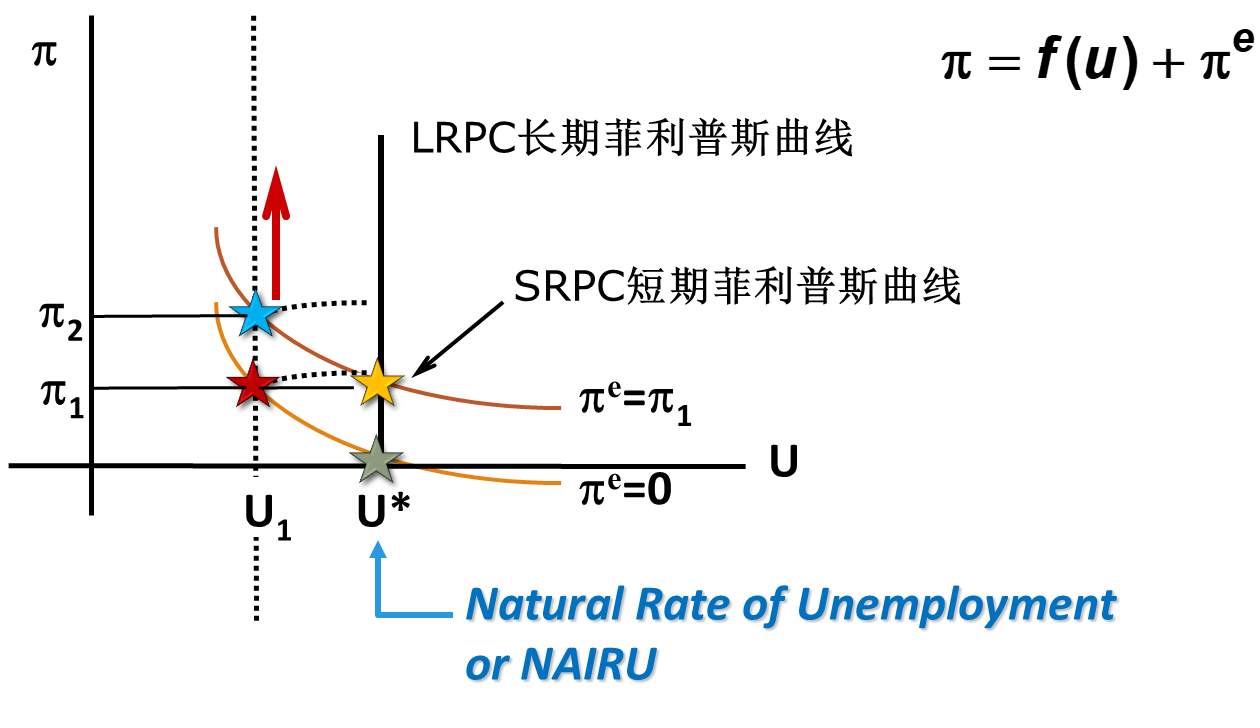 π
π = f(u) + πᵉ
LRPC长期菲利普斯曲线
SRPC短期菲利普斯曲线
π₂
π₁
πᵉ=π₁
U
πᵉ=0
U₁
U*
Natural Rate of Unemployment
or NAIRU